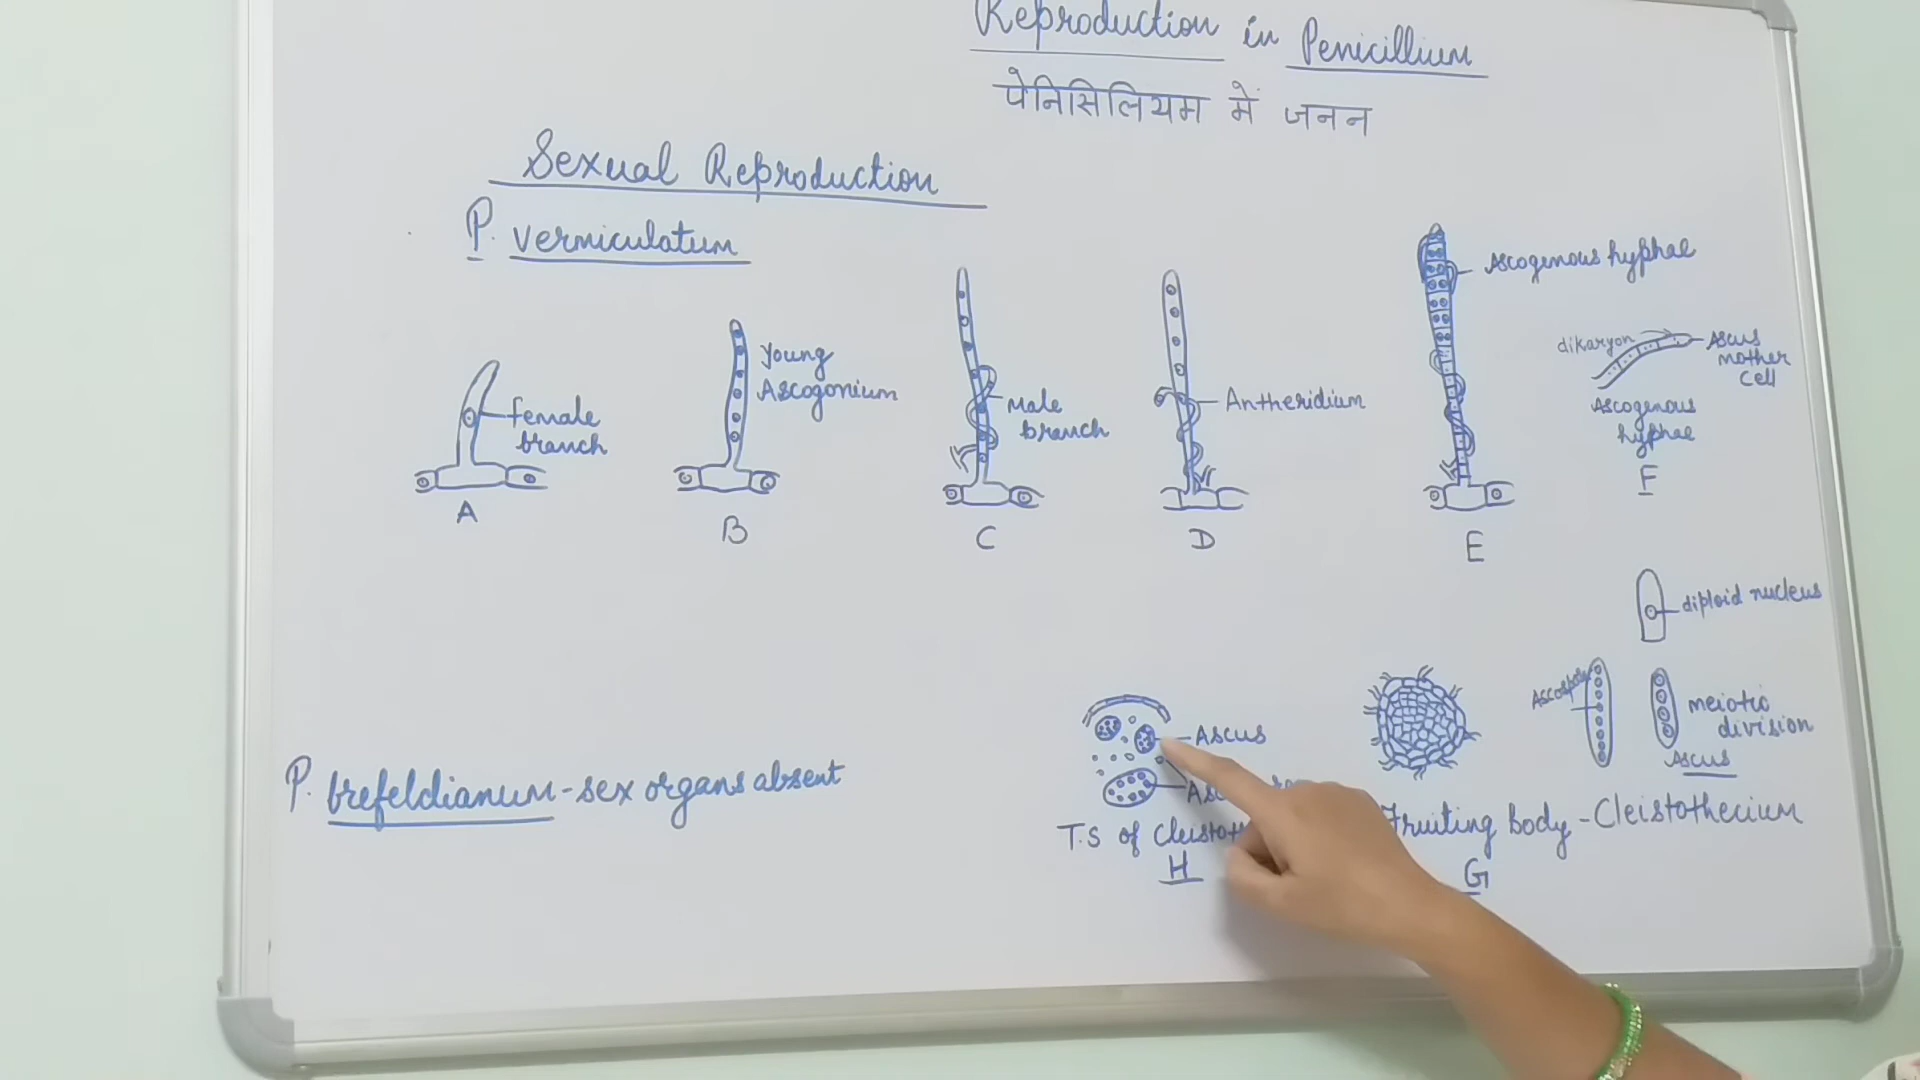 Reproduction in Penicillium
पेनिसिलियम में जनन
Sexual Reproduction
P. vermiculatum
female
branch
A
Young
Ascogonium
B
Male
branch
C
Antheridium
D
Ascogenous hyphae
E
dikaryon
Ascus
mother
cell
Ascogenous
hyphae
F
diploid nucleus
meiotic
division
Ascus
Fruiting Body - Cleistothecium
G
Ascus
T.S of
H
P. brefeldianum - sex organs absent